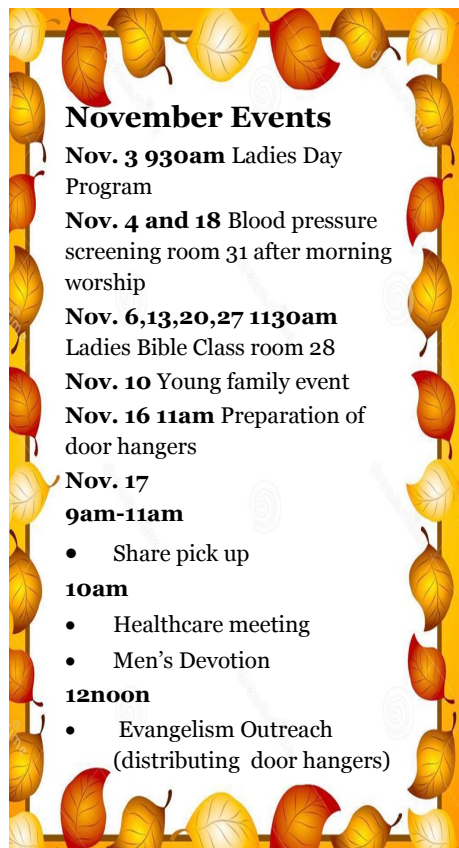 November Events
Nov. 3 930am Ladies Day
Program
Nov. 4 and 18 Blood pressure
screening room 31 after morning
worship
Nov. 6,13,20,27 1130am
Ladies Bible Class room 28
Nov. 10 Young family event
Nov. 16 11am Preparation of
door hangers
Nov. 17
9am-11am
• Share pick up
10am
• Healthcare meeting
• Men’s Devotion
12noon
• Evangelism Outreach
(distributing door hangers)